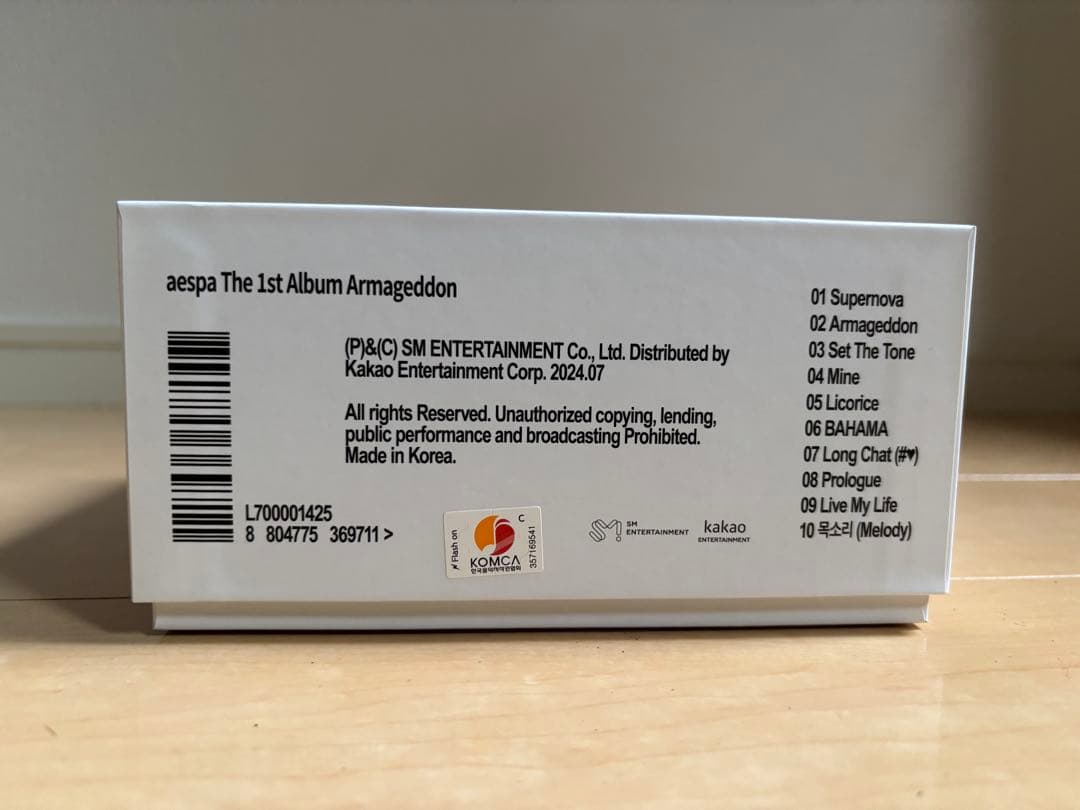 aespa The 1st Album Armageddon
(P)&(C) SM ENTERTAINMENT Co., Ltd. Distributed by
Kakao Entertainment Corp. 2024.07
All rights Reserved. Unauthorized copying, lending,
public performance and broadcasting Prohibited.
Made in Korea.
L700001425
8 804775 369711 >
Flash on
C
KOMCA
한국음악저작권협회
357169541
SM
ENTERTAINMENT
kakao
ENTERTAINMENT
01 Supernova
02 Armageddon
03 Set The Tone
04 Mine
05 Licorice
06 BAHAMA
07 Long Chat (#♥)
08 Prologue
09 Live My Life
10 목소리 (Melody)